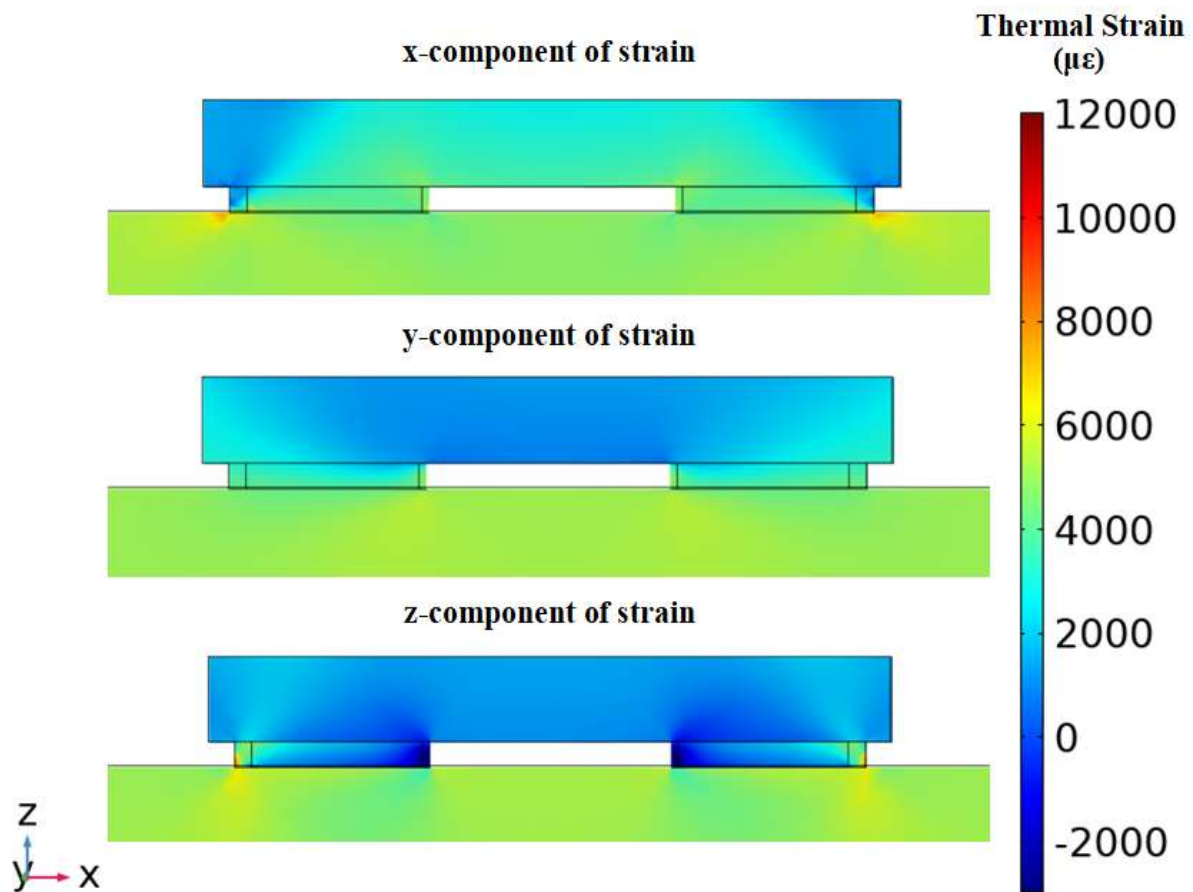 Thermal Strain
(με)
x-component of strain
12000
10000
8000
y-component of strain
6000
4000
z-component of strain
2000
0
-2000
z
y
x